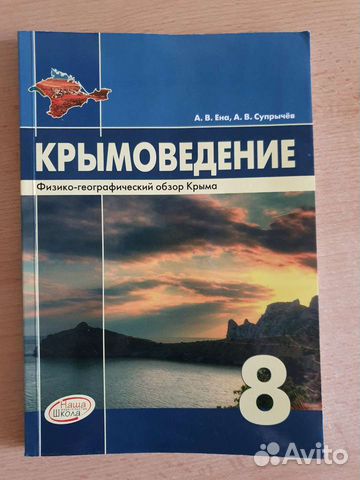 А. В. Ена, А. В. Супрычёв
КРЫМОВЕДЕНИЕ
Физико-географический обзор Крыма
Наша
Школа
8
Avito